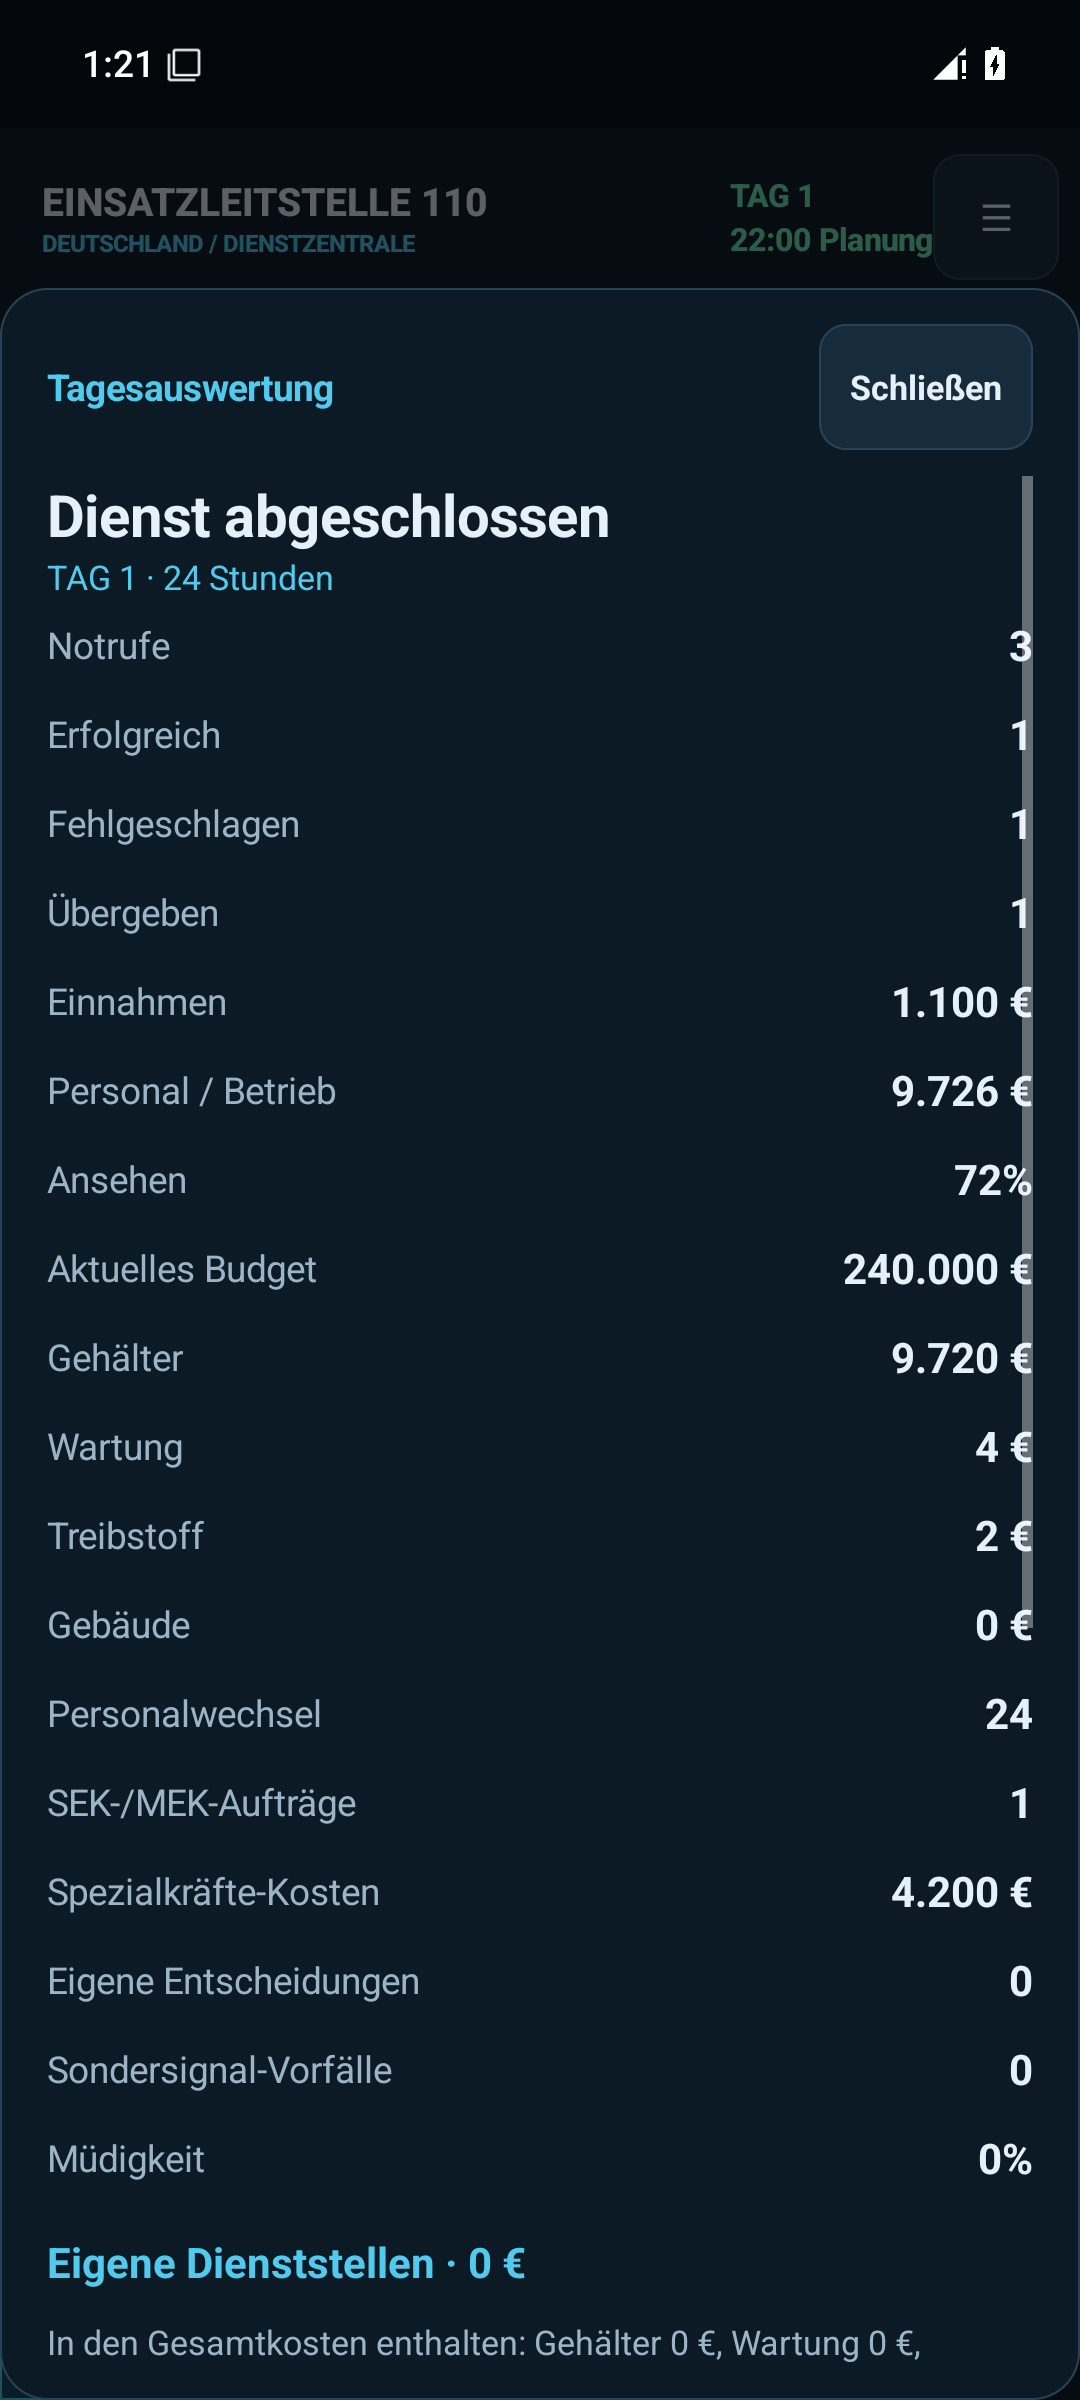 1:21
EINSATZLEITSTELLE 110
DEUTSCHLAND / DIENSTZENTRALE
TAG 1
22:00 Planung
Tagesauswertung
Schließen
Dienst abgeschlossen
TAG 1 · 24 Stunden
Notrufe 3
Erfolgreich 1
Fehlgeschlagen 1
Übergeben 1
Einnahmen 1.100 €
Personal / Betrieb 9.726 €
Ansehen 72%
Aktuelles Budget 240.000 €
Gehälter 9.720 €
Wartung 4 €
Treibstoff 2 €
Gebäude 0 €
Personalwechsel 24
SEK-/MEK-Aufträge 1
Spezialkräfte-Kosten 4.200 €
Eigene Entscheidungen 0
Sondersignal-Vorfälle 0
Müdigkeit 0%
Eigene Dienststellen · 0 €
In den Gesamtkosten enthalten: Gehälter 0 €, Wartung 0 €,